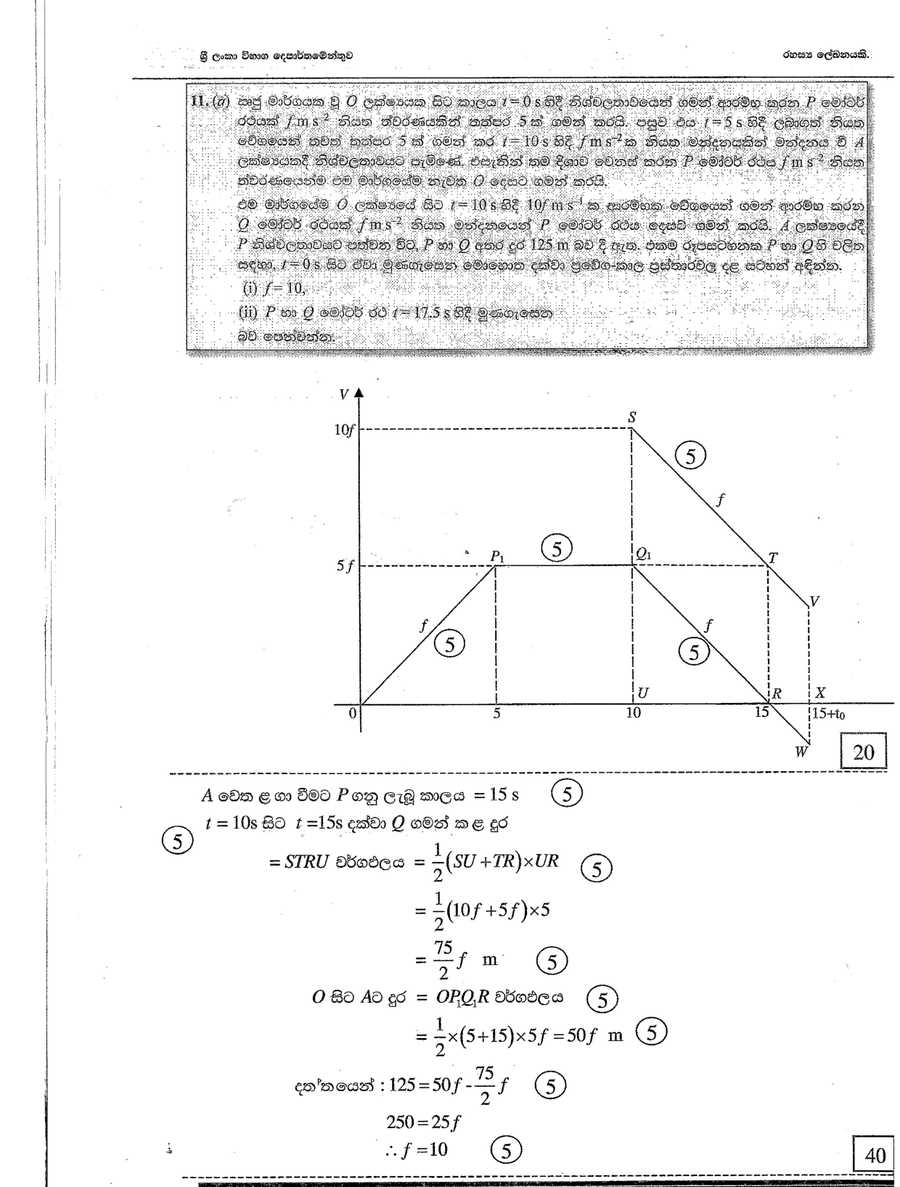 ශ්‍රී ලංකා විභාග දෙපාර්තමේන්තුව
රහස්‍ය ලේඛනයකි.
11. (a) ඍජු මාර්ගයක වූ O ලක්ෂ්‍යයක සිට කාලය t = 0 s හිදී නිශ්චලතාවයෙන් ගමන් ආරම්භ කරන P මෝටර්
රථයක් f m s⁻² නියත ත්වරණයකින් තත්පර 5 ක් ගමන් කරයි. පසුව එය t = 5 s හිදී ලබාගත් නියත
වේගයෙන් තවත් තත්පර 5 ක් ගමන් කර t = 10 s හිදී f m s⁻² ක නියත මන්දනයකින් මන්දනය වී A
ලක්ෂ්‍යයකදී නිශ්චලතාවයට පැමිණේ. එසැනින් තම දිශාව වෙනස් කරන P මෝටර් රථය f m s⁻² නියත
ත්වරණයෙන්ම එම මාර්ගයේම නැවත O දෙසට ගමන් කරයි.
එම මාර්ගයේම O ලක්ෂ්‍යයේ සිට t = 10 s හිදී 10f m s⁻¹ ක ආරම්භක වේගයෙන් ගමන් ආරම්භ කරන
Q මෝටර් රථයක් f m s⁻² නියත මන්දනයෙන් P මෝටර් රථය දෙසට ගමන් කරයි. A ලක්ෂ්‍යයේදී
P නිශ්චලතාවයට පත්වන විට, P හා Q අතර දුර 125 m බව දී ඇත. එකම රූපසටහනක P හා Q හි චලිත
සඳහා, t = 0 s සිට ඒවා මුණගැසෙන මොහොත දක්වා ප්‍රවේග-කාල ප්‍රස්තාරවල දළ සටහන් අඳින්න.
(i) f = 10,
(ii) P හා Q මෝටර් රථ t = 17.5 s හිදී මුණගැසෙන
බව පෙන්වන්න.
V
S
10f
5
f
5
P₁
Q₁
T
5f
V
f
5
f
5
U
R
X
0
5
10
15
15+t₀
W
20
A වෙත ළඟාවීමට P ගනු ලැබූ කාලය = 15 s 5
t = 10s සිට t =15s දක්වා Q ගමන් කළ දුර
5
= STRU වර්ගඵලය = 1/2 (SU + TR)×UR 5
= 1/2 (10f + 5f)×5
= 75/2 f m 5
O සිට Aට දුර = OP₁Q₁R වර්ගඵලය 5
= 1/2 ×(5+15)×5f = 50f m 5
දත්තයෙන් : 125 = 50f - 75/2 f 5
250 = 25f
∴ f = 10 5
40